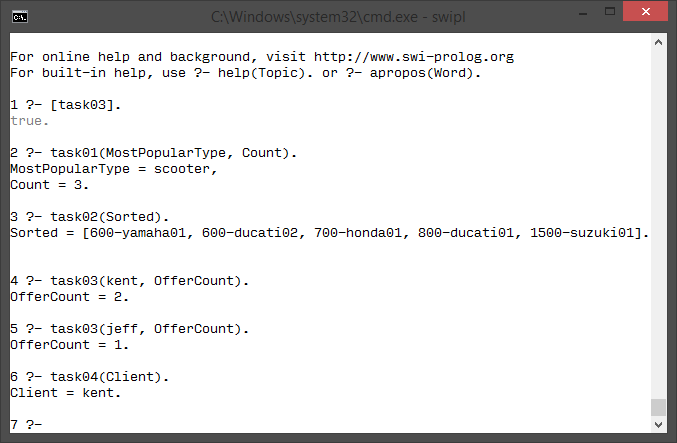 C:\Windows\system32\cmd.exe - swipl
For online help and background, visit http://www.swi-prolog.org
For built-in help, use ?- help(Topic). or ?- apropos(Word).
1 ?- [task03].
true.
2 ?- task01(MostPopularType, Count).
MostPopularType = scooter,
Count = 3.
3 ?- task02(Sorted).
Sorted = [600-yamaha01, 600-ducati02, 700-honda01, 800-ducati01, 1500-suzuki01].
4 ?- task03(kent, OfferCount).
OfferCount = 2.
5 ?- task03(jeff, OfferCount).
OfferCount = 1.
6 ?- task04(Client).
Client = kent.
7 ?-